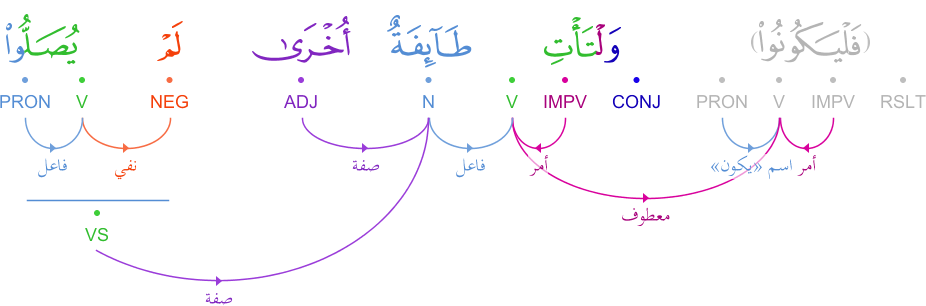 (فَلْيَكُونُوا۟) وَلْتَأْتِ طَآئِفَةٌ أُخْرَىٰ لَمْ يُصَلُّوا۟
RSLT IMPV V PRON CONJ IMPV V N ADJ NEG V PRON
أمر اسم «يكون» أمر فاعل صفة نفي فاعل
معطوف
VS
صفة